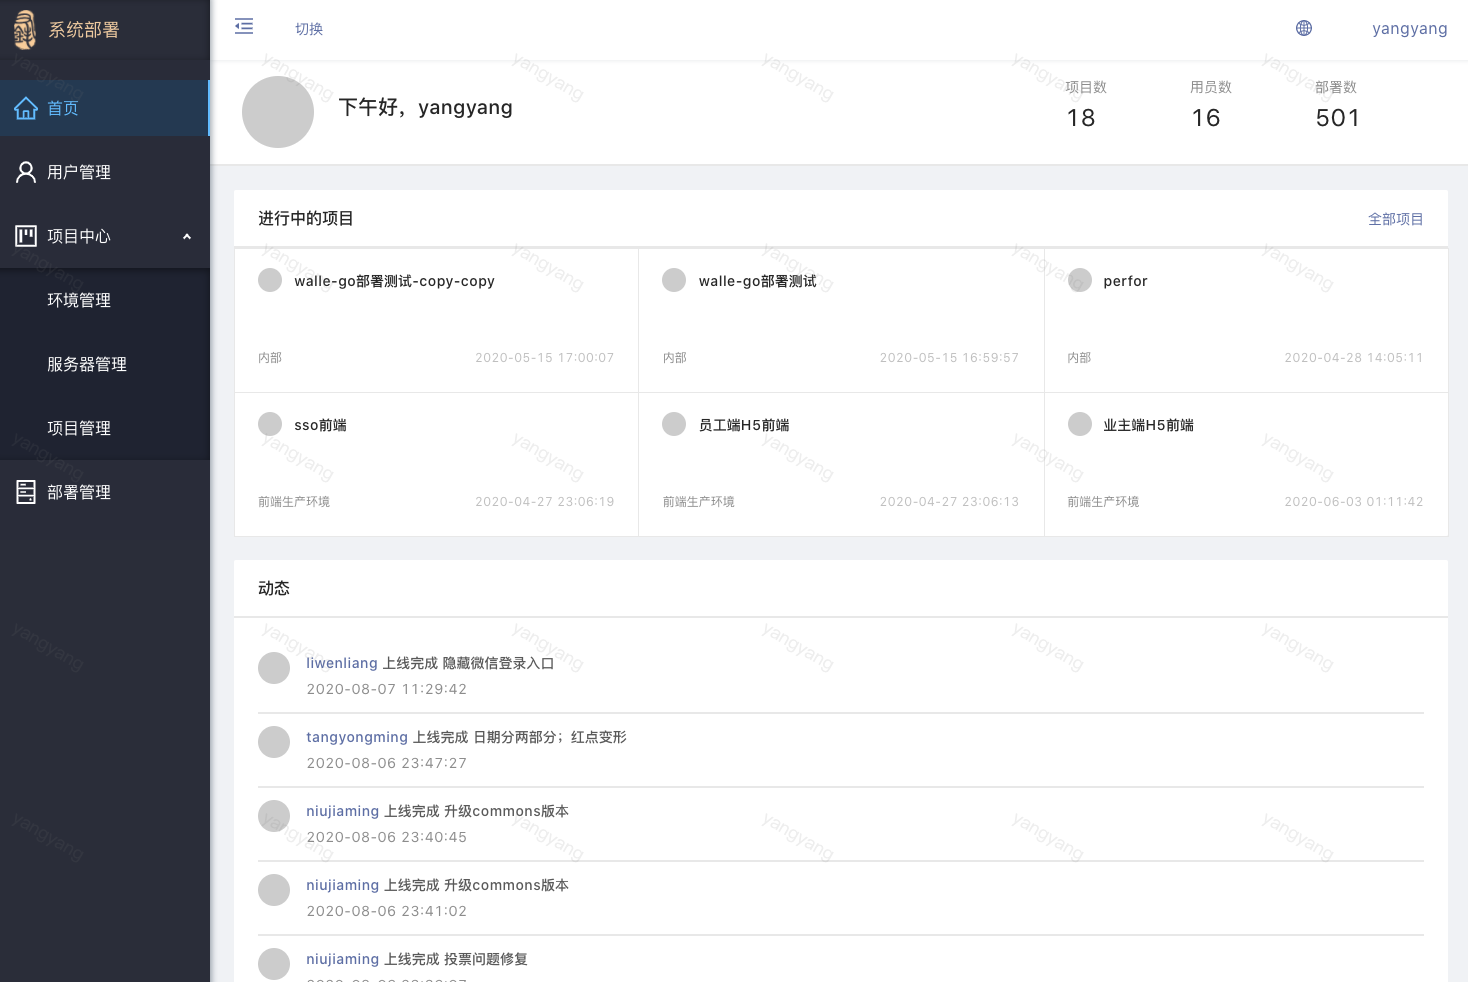 系统部署
首页
用户管理
项目中心
环境管理
服务器管理
项目管理
部署管理
切换
yangyang
下午好，yangyang
项目数
18
用员数
16
部署数
501
进行中的项目
全部项目
walle-go部署测试-copy-copy
内部
2020-05-15 17:00:07
walle-go部署测试
内部
2020-05-15 16:59:57
perfor
内部
2020-04-28 14:05:11
sso前端
前端生产环境
2020-04-27 23:06:19
员工端H5前端
前端生产环境
2020-04-27 23:06:13
业主端H5前端
前端生产环境
2020-06-03 01:11:42
动态
liwenliang 上线完成 隐藏微信登录入口
2020-08-07 11:29:42
tangyongming 上线完成 日期分两部分；红点变形
2020-08-06 23:47:27
niujiaming 上线完成 升级commons版本
2020-08-06 23:40:45
niujiaming 上线完成 升级commons版本
2020-08-06 23:41:02
niujiaming 上线完成 投票问题修复